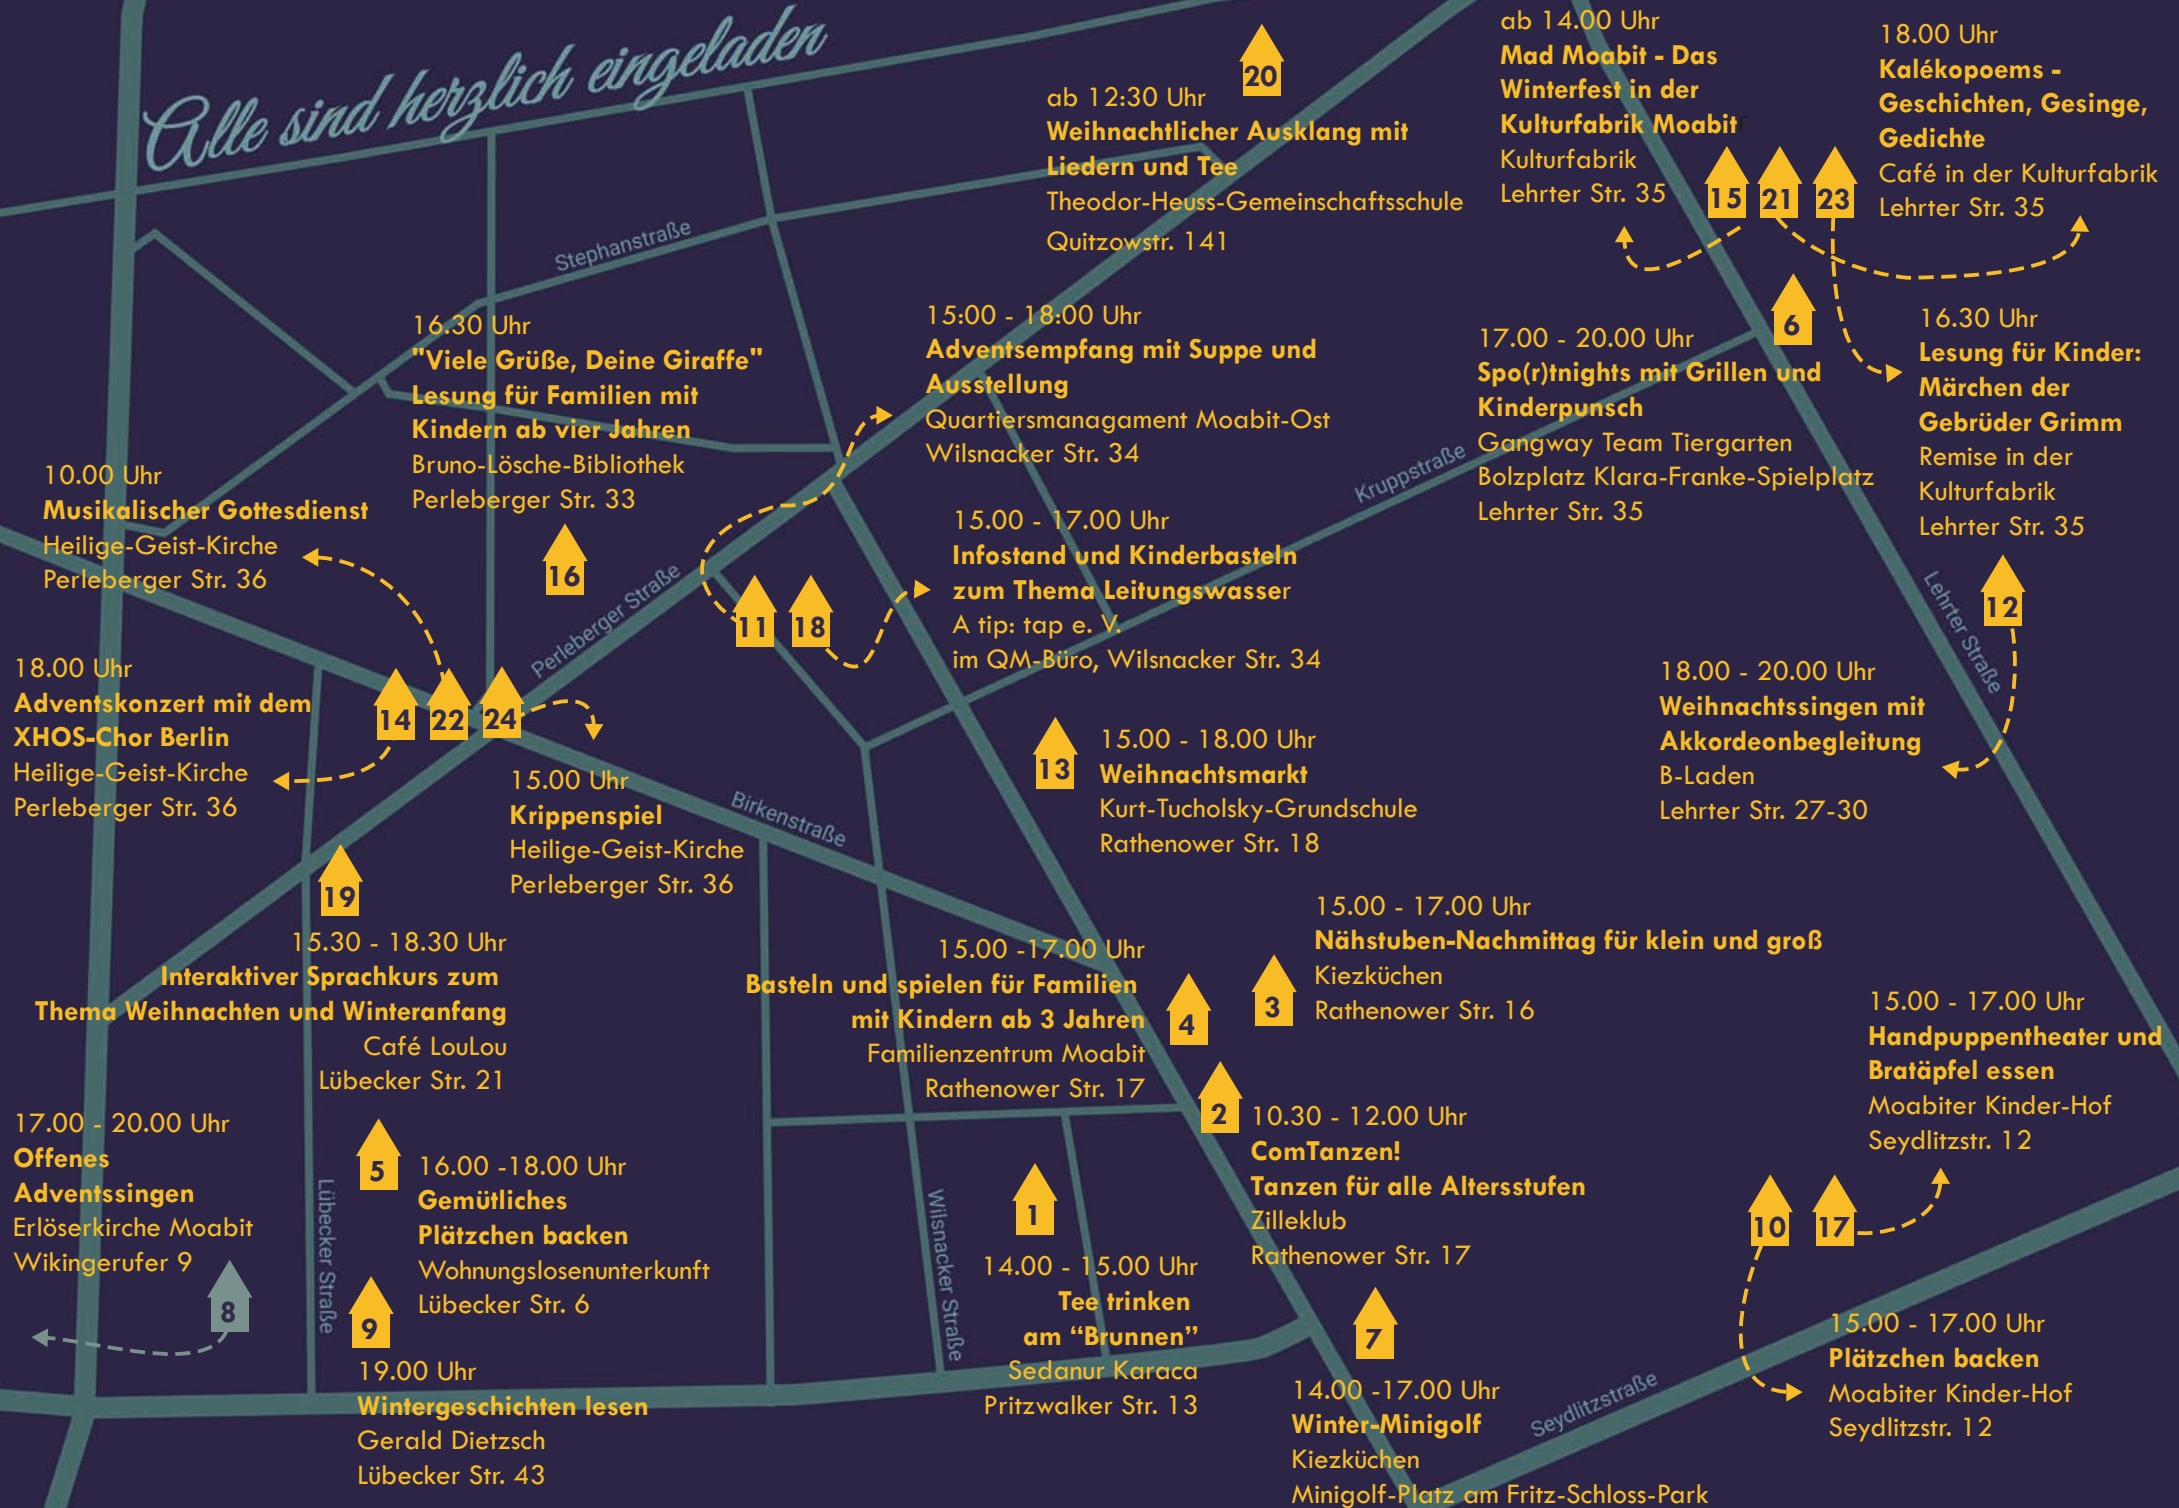 Alle sind herzlich eingeladen
20
ab 12:30 Uhr
Weihnachtlicher Ausklang mit
Liedern und Tee
Theodor-Heuss-Gemeinschaftsschule
Quitzowstr. 141
ab 14.00 Uhr
Mad Moabit - Das
Winterfest in der
Kulturfabrik Moabit
Kulturfabrik
Lehrter Str. 35
15
21
23
18.00 Uhr
Kalékopoems -
Geschichten, Gesinge,
Gedichte
Café in der Kulturfabrik
Lehrter Str. 35
Stephanstraße
16.30 Uhr
"Viele Grüße, Deine Giraffe"
Lesung für Familien mit
Kindern ab vier Jahren
Bruno-Lösche-Bibliothek
Perleberger Str. 33
16
15:00 - 18:00 Uhr
Adventsempfang mit Suppe und
Ausstellung
Quartiersmanagament Moabit-Ost
Wilsnacker Str. 34
6
17.00 - 20.00 Uhr
Spo(r)tnights mit Grillen und
Kinderpunsch
Gangway Team Tiergarten
Bolzplatz Klara-Franke-Spielplatz
Lehrter Str. 35
16.30 Uhr
Lesung für Kinder:
Märchen der
Gebrüder Grimm
Remise in der
Kulturfabrik
Lehrter Str. 35
Kruppstraße
10.00 Uhr
Musikalischer Gottesdienst
Heilige-Geist-Kirche
Perleberger Str. 36
15.00 - 17.00 Uhr
Infostand und Kinderbasteln
zum Thema Leitungswasser
A tip: tap e. V.
im QM-Büro, Wilsnacker Str. 34
Perleberger Straße
11
18
12
Lehrter Straße
18.00 Uhr
Adventskonzert mit dem
XHOS-Chor Berlin
Heilige-Geist-Kirche
Perleberger Str. 36
14
22
24
15.00 Uhr
Krippenspiel
Heilige-Geist-Kirche
Perleberger Str. 36
Birkenstraße
13
15.00 - 18.00 Uhr
Weihnachtsmarkt
Kurt-Tucholsky-Grundschule
Rathenower Str. 18
18.00 - 20.00 Uhr
Weihnachtssingen mit
Akkordeonbegleitung
B-Laden
Lehrter Str. 27-30
19
15.30 - 18.30 Uhr
Interaktiver Sprachkurs zum
Thema Weihnachten und Winteranfang
Café LouLou
Lübecker Str. 21
15.00 -17.00 Uhr
Basteln und spielen für Familien
mit Kindern ab 3 Jahren
Familienzentrum Moabit
Rathenower Str. 17
4
3
15.00 - 17.00 Uhr
Nähstuben-Nachmittag für klein und groß
Kiezküchen
Rathenower Str. 16
15.00 - 17.00 Uhr
Handpuppentheater und
Bratäpfel essen
Moabiter Kinder-Hof
Seydlitzstr. 12
17.00 - 20.00 Uhr
Offenes
Adventssingen
Erlöserkirche Moabit
Wikingerufer 9
8
Lübecker Straße
5
16.00 -18.00 Uhr
Gemütliches
Plätzchen backen
Wohnungslosenunterkunft
Lübecker Str. 6
9
19.00 Uhr
Wintergeschichten lesen
Gerald Dietzsch
Lübecker Str. 43
Wilsnacker Straße
1
14.00 - 15.00 Uhr
Tee trinken
am “Brunnen”
Sedanur Karaca
Pritzwalker Str. 13
2
10.30 - 12.00 Uhr
ComTanzen!
Tanzen für alle Altersstufen
Zilleklub
Rathenower Str. 17
7
14.00 -17.00 Uhr
Winter-Minigolf
Kiezküchen
Minigolf-Platz am Fritz-Schloss-Park
Seydlitzstraße
10
17
15.00 - 17.00 Uhr
Plätzchen backen
Moabiter Kinder-Hof
Seydlitzstr. 12